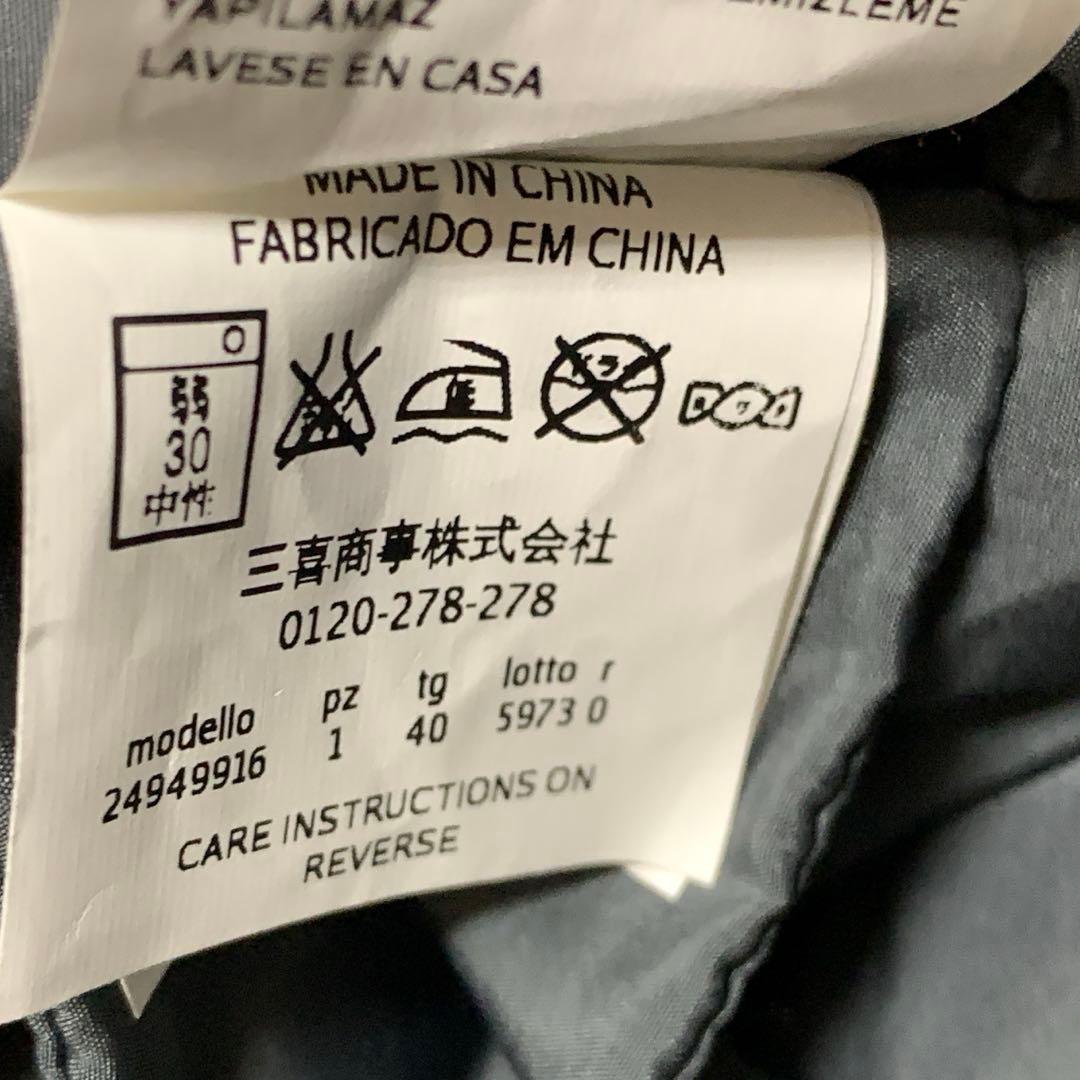 YAPILAMAZ
LAVESE EN CASA
MADE IN CHINA
FABRICADO EM CHINA
弱
30
中性
三喜商事株式会社
0120-278-278
modello pz tg lotto r
24949916 1 40 5973 0
CARE INSTRUCTIONS ON
REVERSE